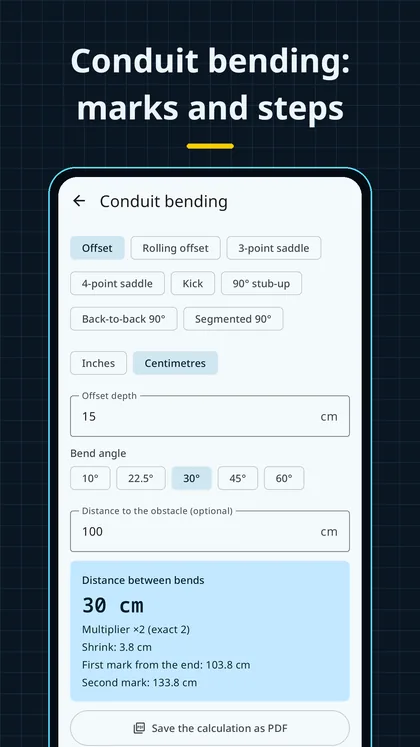 Conduit bending:
marks and steps
Conduit bending
Offset
Rolling offset
3-point saddle
4-point saddle
Kick
90° stub-up
Back-to-back 90°
Segmented 90°
Inches
Centimetres
Offset depth
15 cm
Bend angle
10°
22.5°
30°
45°
60°
Distance to the obstacle (optional)
100 cm
Distance between bends
30 cm
Multiplier ×2 (exact 2)
Shrink: 3.8 cm
First mark from the end: 103.8 cm
Second mark: 133.8 cm
Save the calculation as PDF